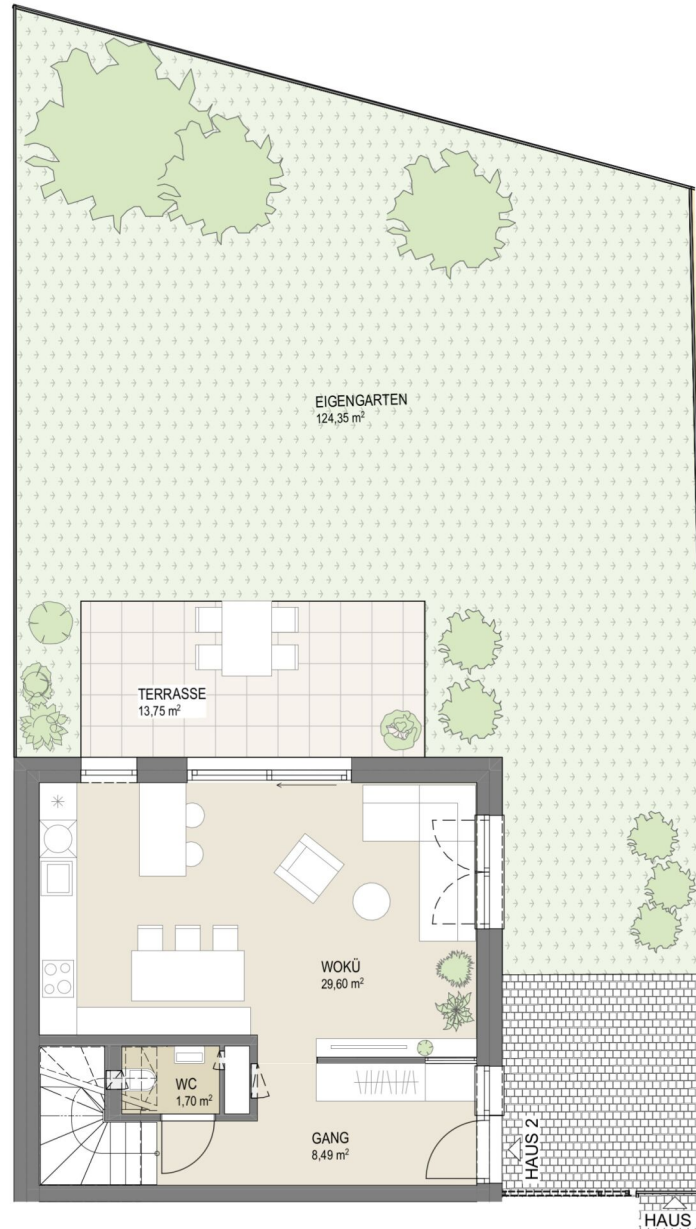 EIGENGARTEN
124,35 m²
TERRASSE
13,75 m²
WOKÜ
29,60 m²
WC
1,70 m²
GANG
8,49 m²
HAUS 2
HAUS